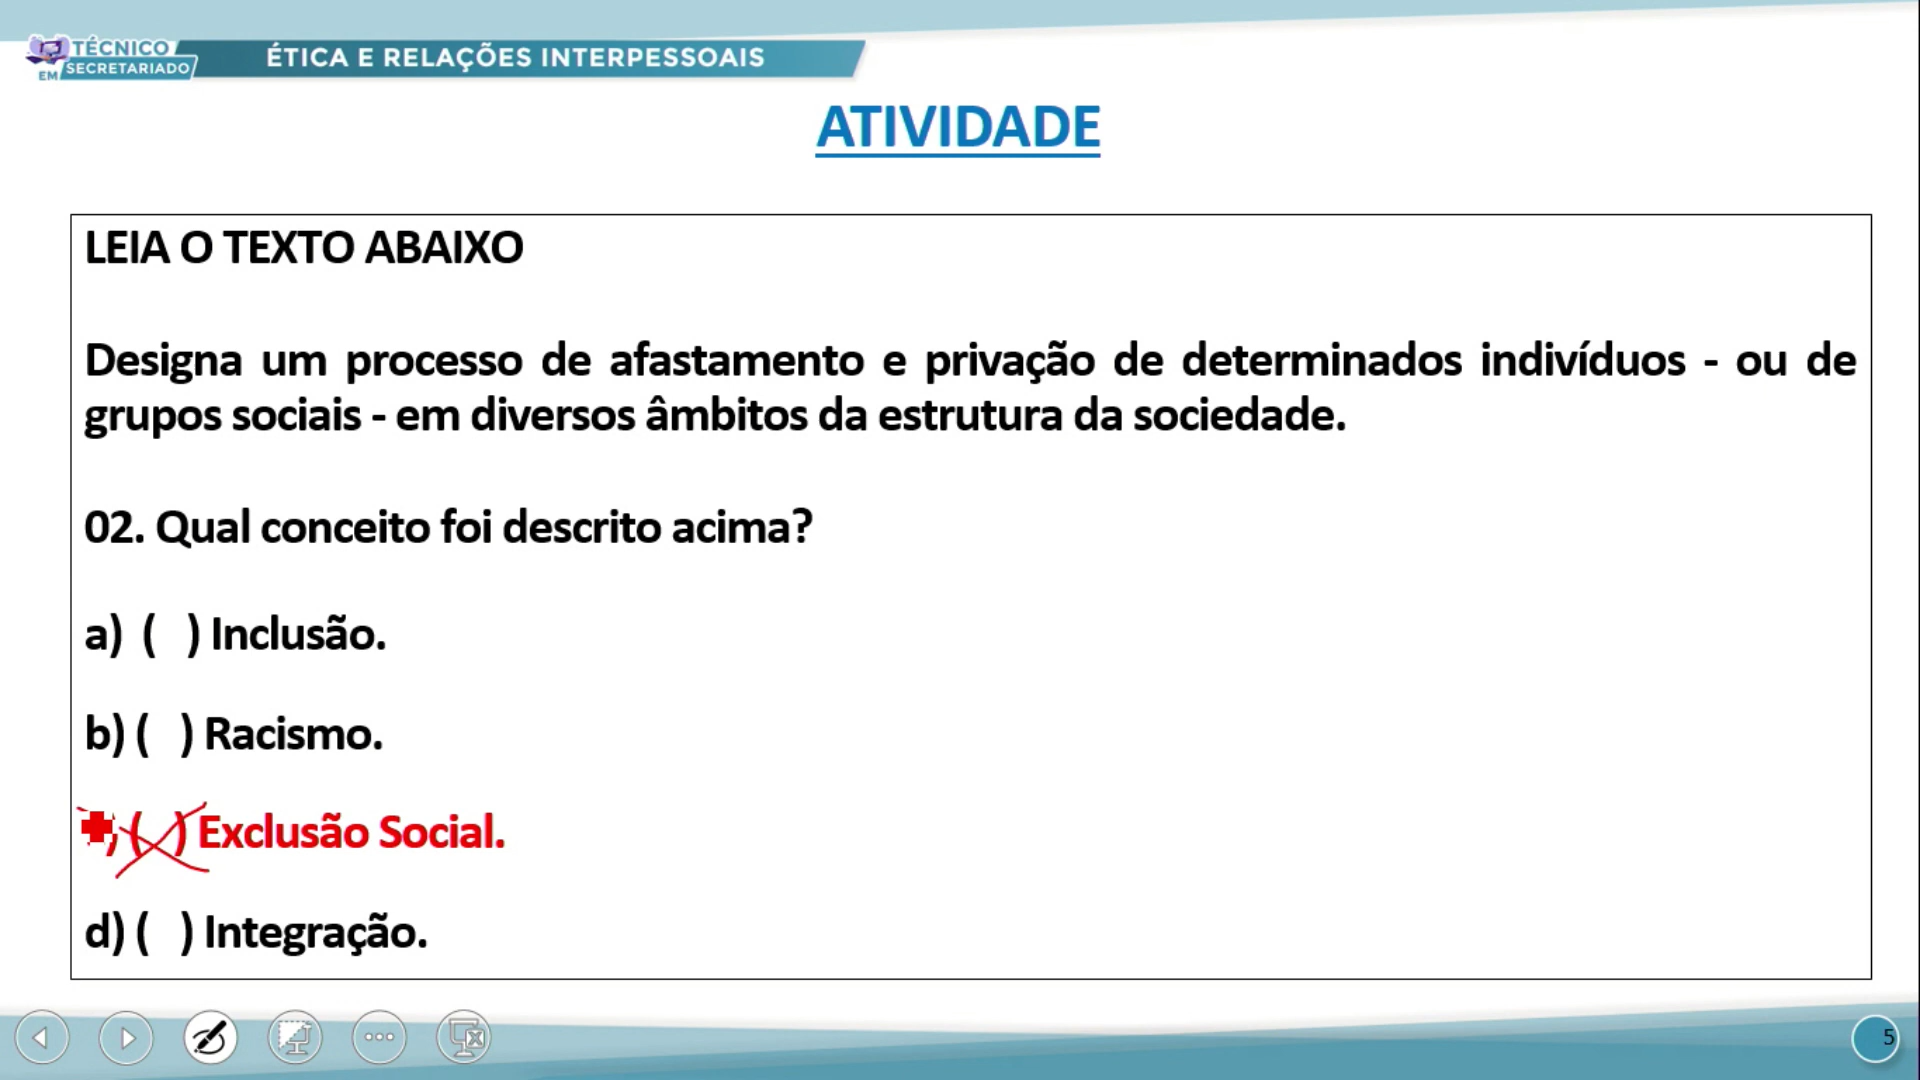 TÉCNICO
EM SECRETARIADO
ÉTICA E RELAÇÕES INTERPESSOAIS
ATIVIDADE
LEIA O TEXTO ABAIXO
Designa um processo de afastamento e privação de determinados indivíduos - ou de
grupos sociais - em diversos âmbitos da estrutura da sociedade.
02. Qual conceito foi descrito acima?
a) ( ) Inclusão.
b) ( ) Racismo.
) ( ) Exclusão Social.
d) ( ) Integração.
5